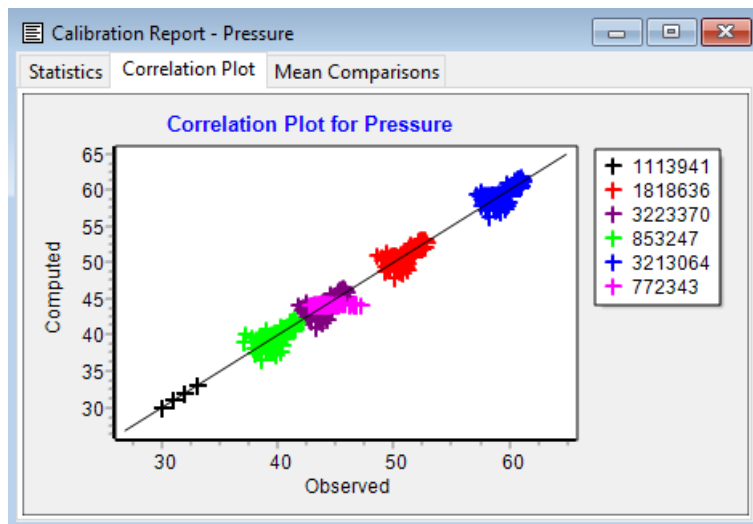 Calibration Report - Pressure
Statistics Correlation Plot Mean Comparisons
Correlation Plot for Pressure
65
60
55
50
45
40
35
30
Computed
30 40 50 60
Observed
1113941
1818636
3223370
853247
3213064
772343